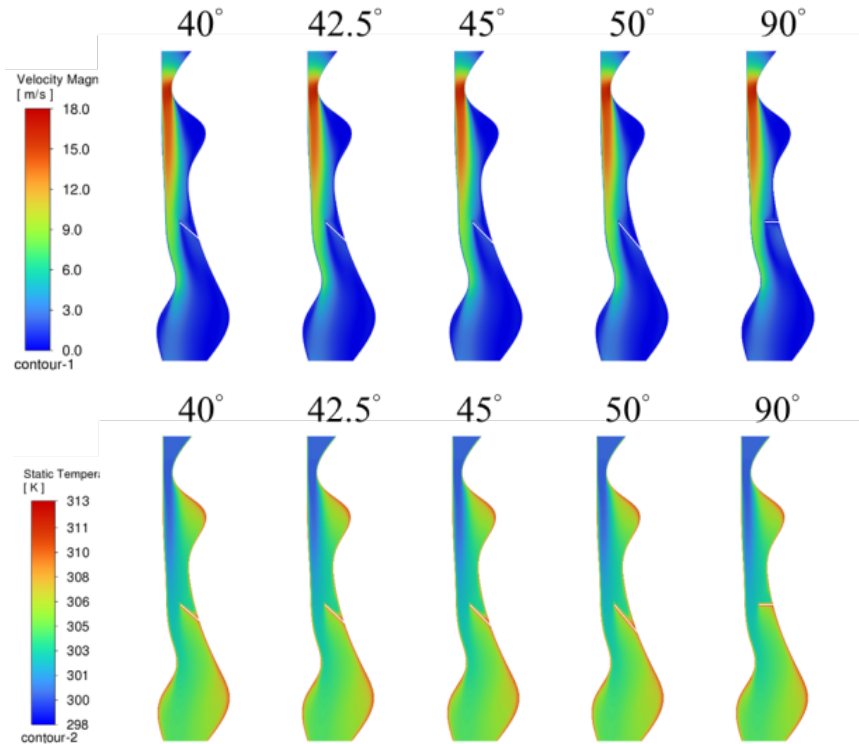 40° 42.5° 45° 50° 90°
Velocity Magn
[ m/s ]
18.0
15.0
12.0
9.0
6.0
3.0
0.0
contour-1
40° 42.5° 45° 50° 90°
Static Tempera
[ K ]
313
311
310
308
306
305
303
301
300
298
contour-2